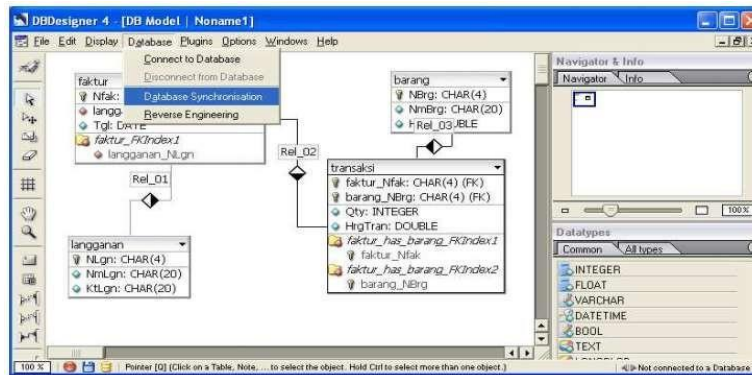 DBDesigner 4 - [DB Model | Noname1]
File Edit Display Database Plugins Options Windows Help
Connect to Database
Disconnect from Database
Database Synchronisation
Reverse Engineering
faktur
Nfak:
langg
Tgl: DATE
faktur_FKIndex1
langganan_NLgn
barang
NBrg: CHAR(4)
NmBrg: CHAR(20)
Rel_03
Rel_02
Rel_01
transaksi
faktur_Nfak: CHAR(4) (FK)
barang_NBrg: CHAR(4) (FK)
Qty: INTEGER
HrgTran: DOUBLE
faktur_has_barang_FKIndex1
faktur_Nfak
faktur_has_barang_FKIndex2
barang_NBrg
langganan
NLgn: CHAR(4)
NmLgn: CHAR(20)
KtLgn: CHAR(20)
Navigator & Info
Navigator Info
100 %
Datatypes
Common All types
INTEGER
FLOAT
VARCHAR
DATETIME
BOOL
TEXT
100 % Pointer [Q] (Click on a Table, Note, ... to select the object. Hold Ctrl to select more than one object.) Not connected to a Database